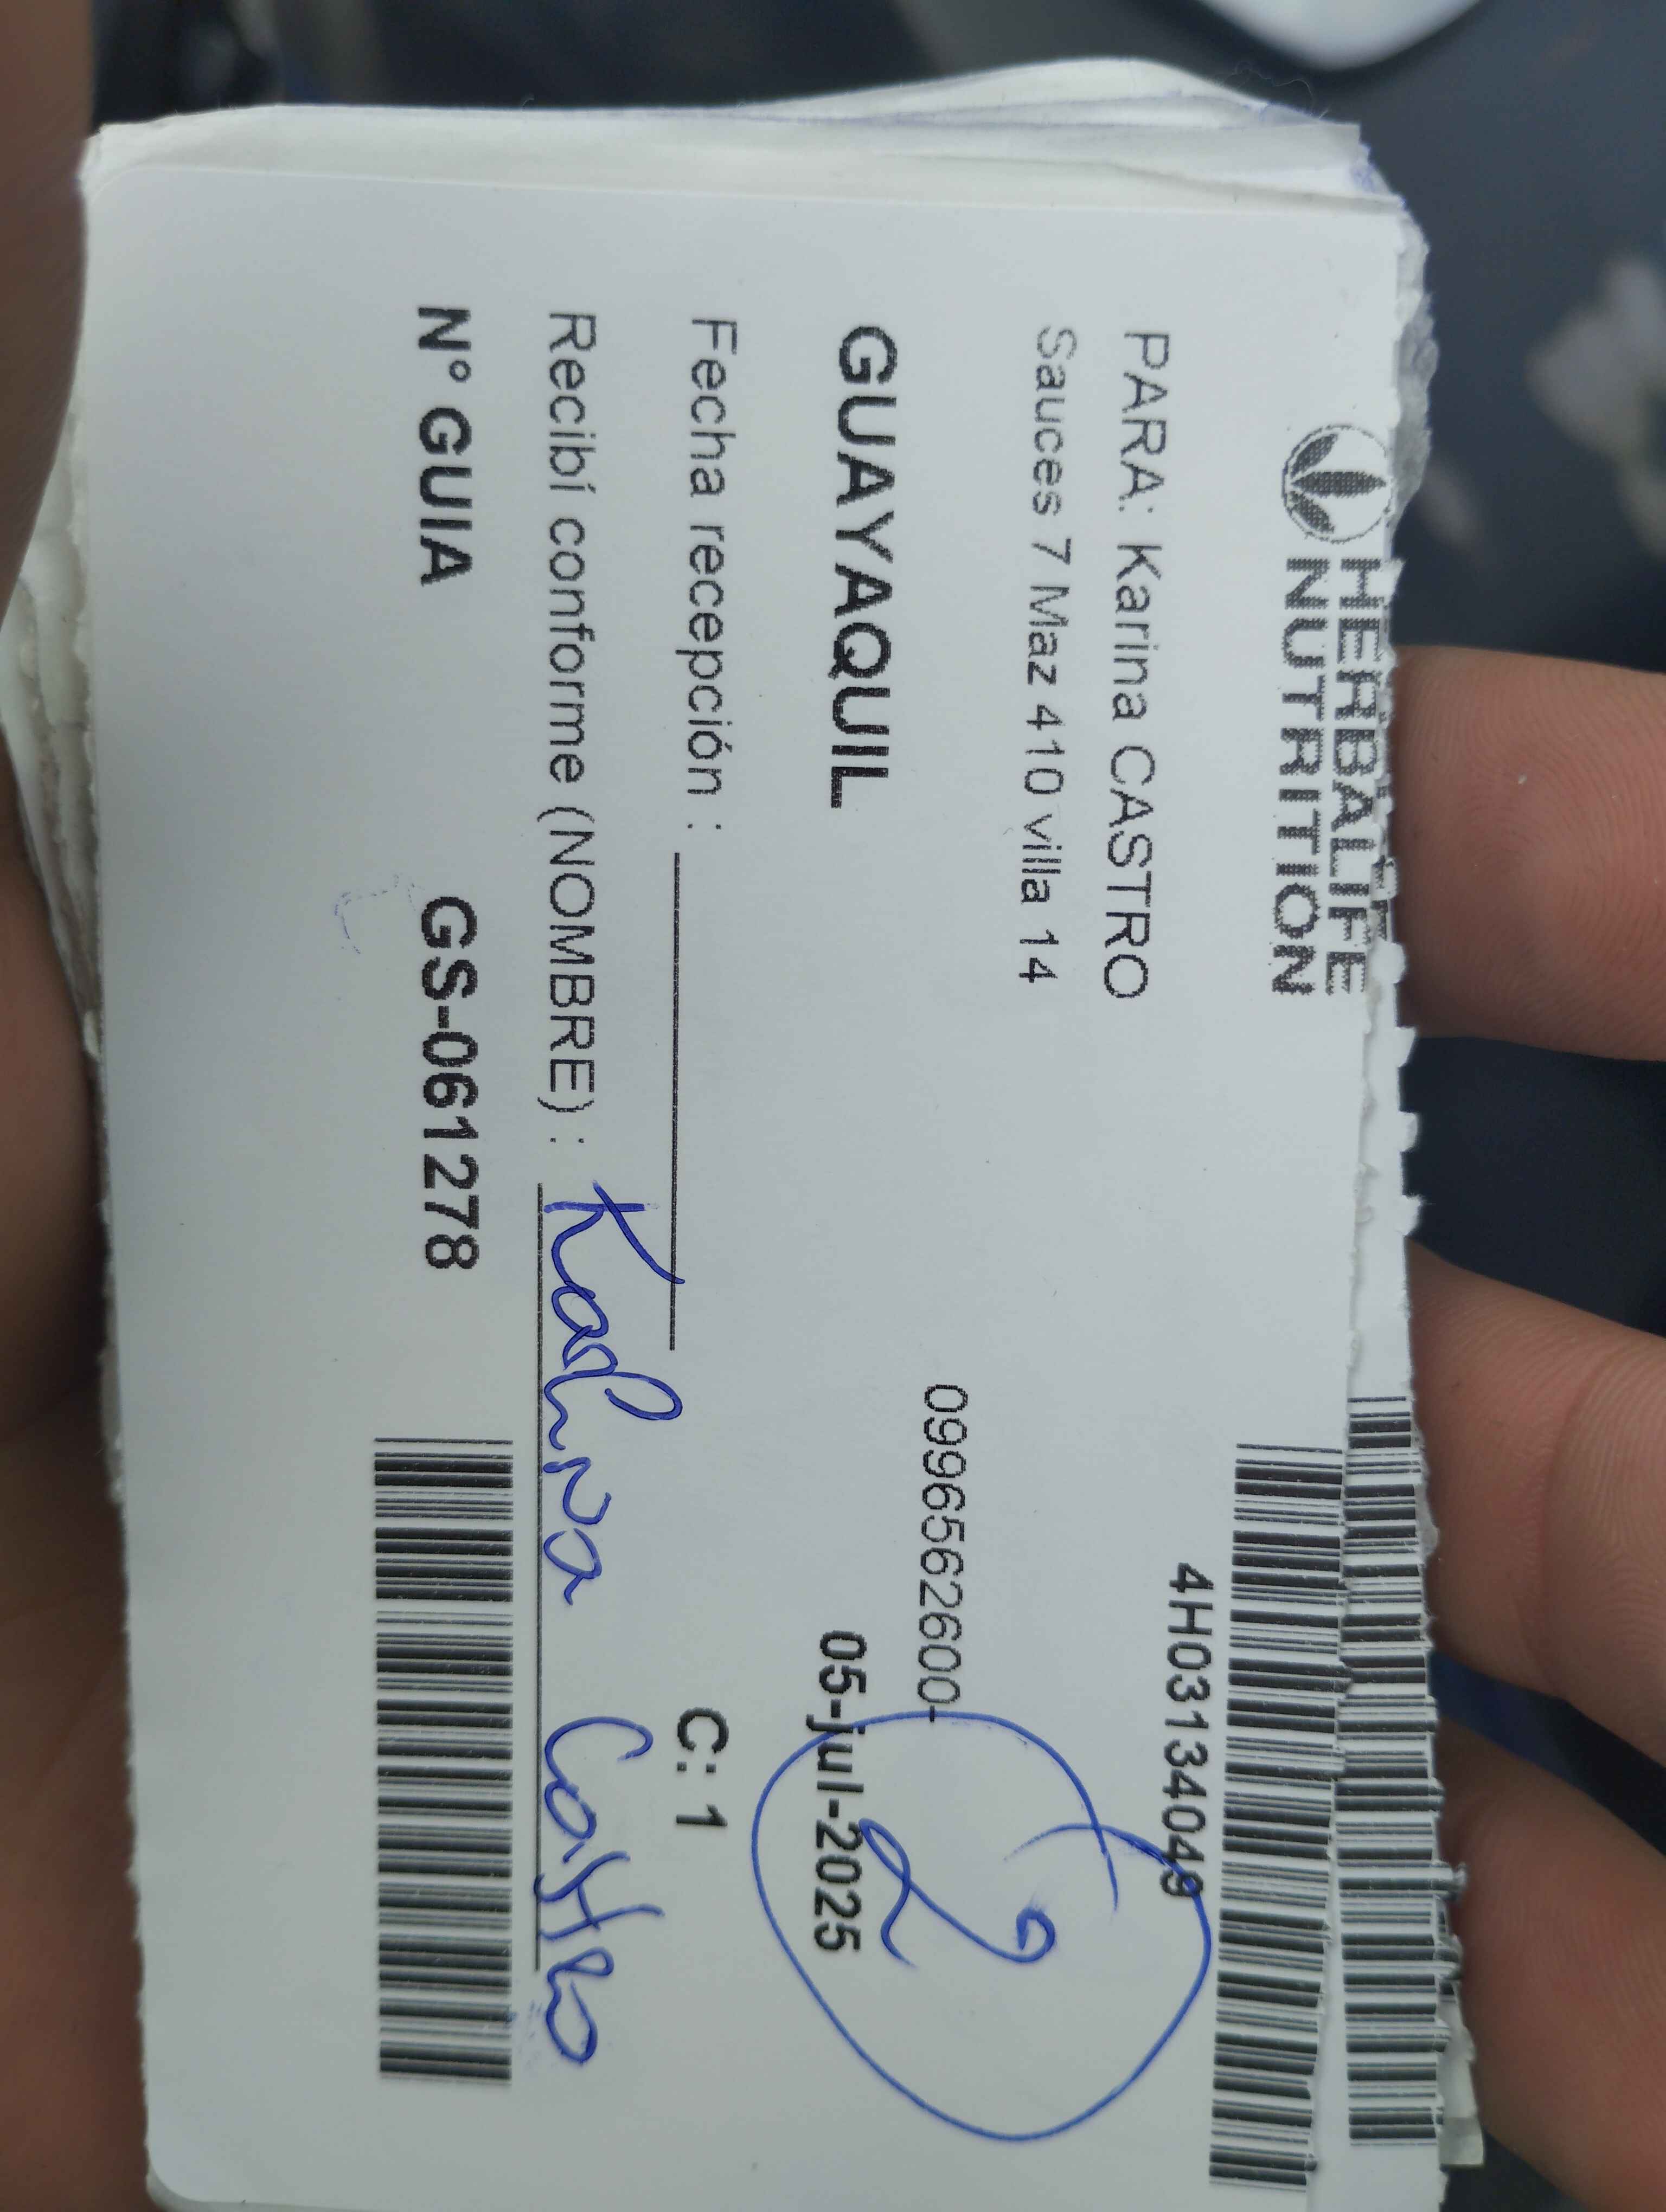 HERBALIFE
NUTRITION
4H03134049
PARA: Karina CASTRO
Sauces 7 Maz 410 villa 14
0996562600-
GUAYAQUIL
05-jul-2025
2
Fecha recepción :
C: 1
Recibí conforme (NOMBRE) : Karina Castro
N° GUIA GS-061278